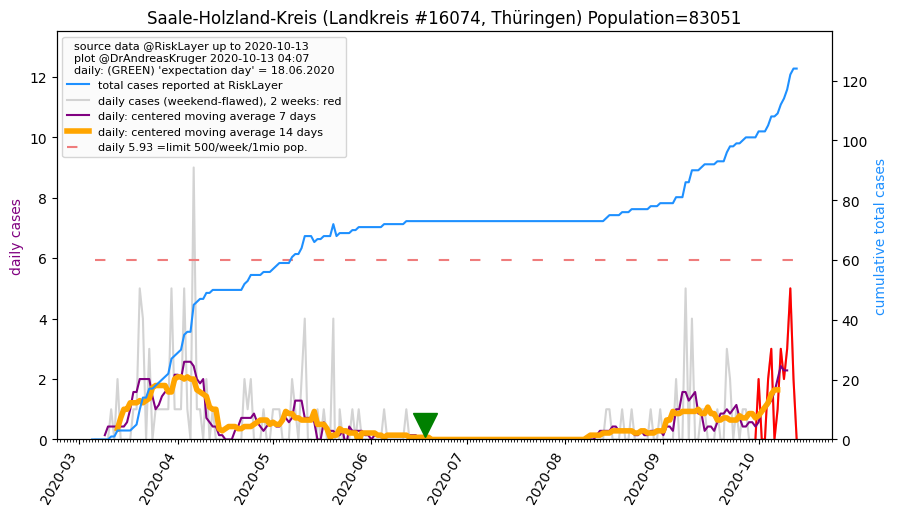 Saale-Holzland-Kreis (Landkreis #16074, Thüringen) Population=83051
source data @RiskLayer up to 2020-10-13
plot @DrAndreasKruger 2020-10-13 04:07
daily: (GREEN) 'expectation day' = 18.06.2020
total cases reported at RiskLayer
daily cases (weekend-flawed), 2 weeks: red
daily: centered moving average 7 days
daily: centered moving average 14 days
daily 5.93 =limit 500/week/1mio pop.
daily cases
12
10
8
6
4
2
0
120
100
80
60
40
20
0
cumulative total cases
2020-03
2020-04
2020-05
2020-06
2020-07
2020-08
2020-09
2020-10